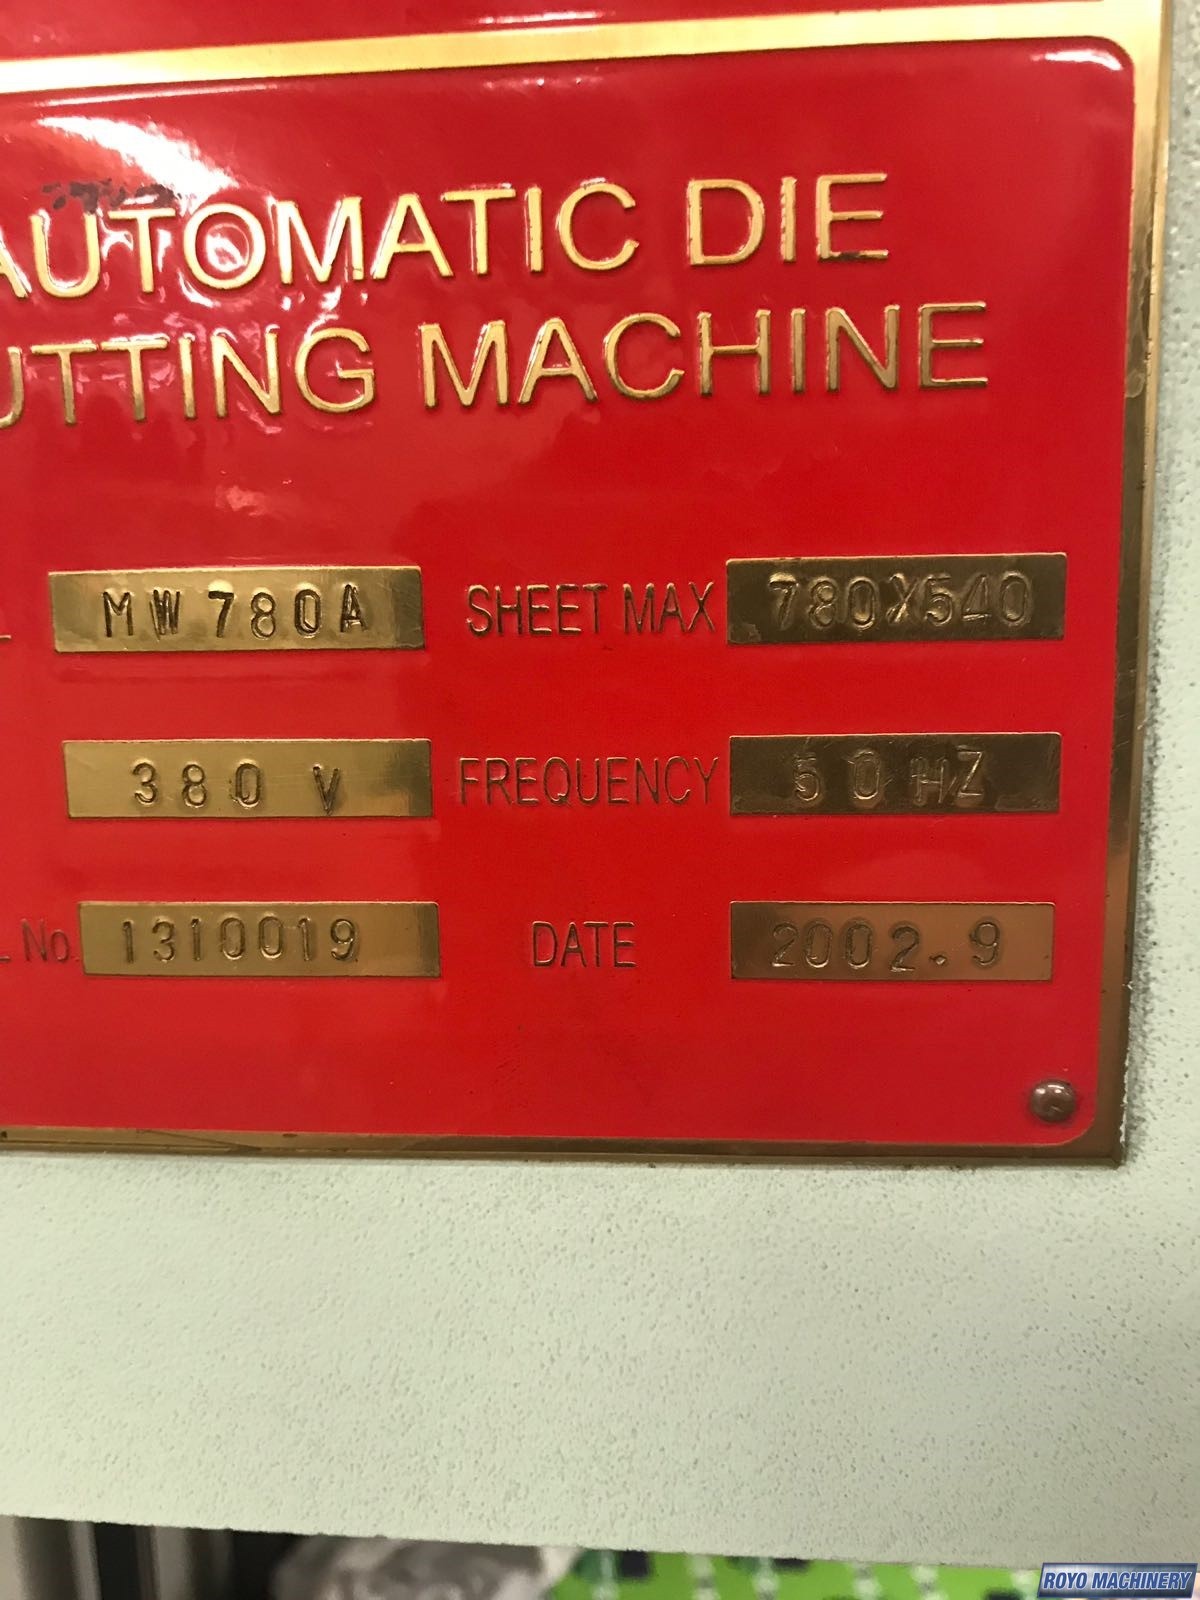 AUTOMATIC DIE
UTTING MACHINE
L MW780A SHEET MAX 780X540
380 V FREQUENCY 50HZ
L No. 1310019 DATE 2002.9
ROYO MACHINERY